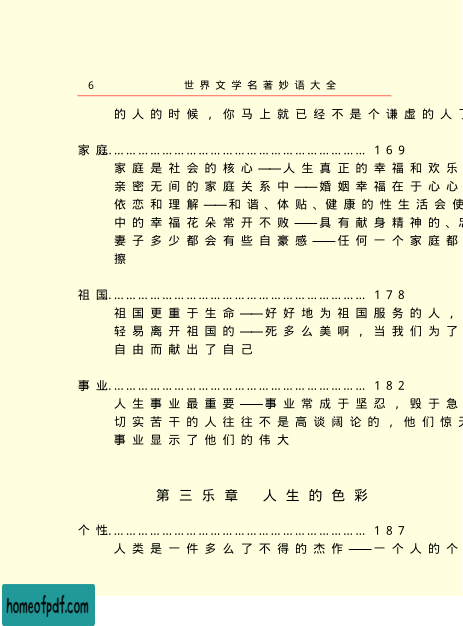 6 世界文学名著妙语大全
的人的时候，你马上就已经不是个谦虚的人了
家庭……………………………………………………… 169
家庭是社会的核心——人生真正的幸福和欢乐
亲密无间的家庭关系中——婚姻幸福在于心心
依恋和理解——和谐、体贴、健康的性生活会使
中的幸福花朵常开不败——具有献身精神的、忠
妻子多少都会有些自豪感——任何一个家庭都
擦
祖国……………………………………………………… 178
祖国更重于生命——好好地为祖国服务的人，
轻易离开祖国的——死多么美啊，当我们为了
自由而献出了自己
事业……………………………………………………… 182
人生事业最重要——事业常成于坚忍，毁于急
切实苦干的人往往不是高谈阔论的，他们惊天
事业显示了他们的伟大
第三乐章 人生的色彩
个性……………………………………………………… 187
人类是一件多么了不得的杰作——一个人的个
homeofpdf.com